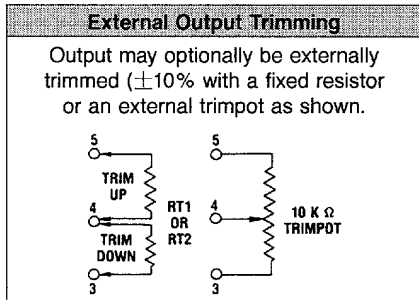 External Output Trimming
Output may optionally be externally
trimmed (±10% with a fixed resistor
or an external trimpot as shown.
5
TRIM
UP
4
TRIM
DOWN
3
RT1
OR
RT2
5
4
3
10 K Ω
TRIMPOT